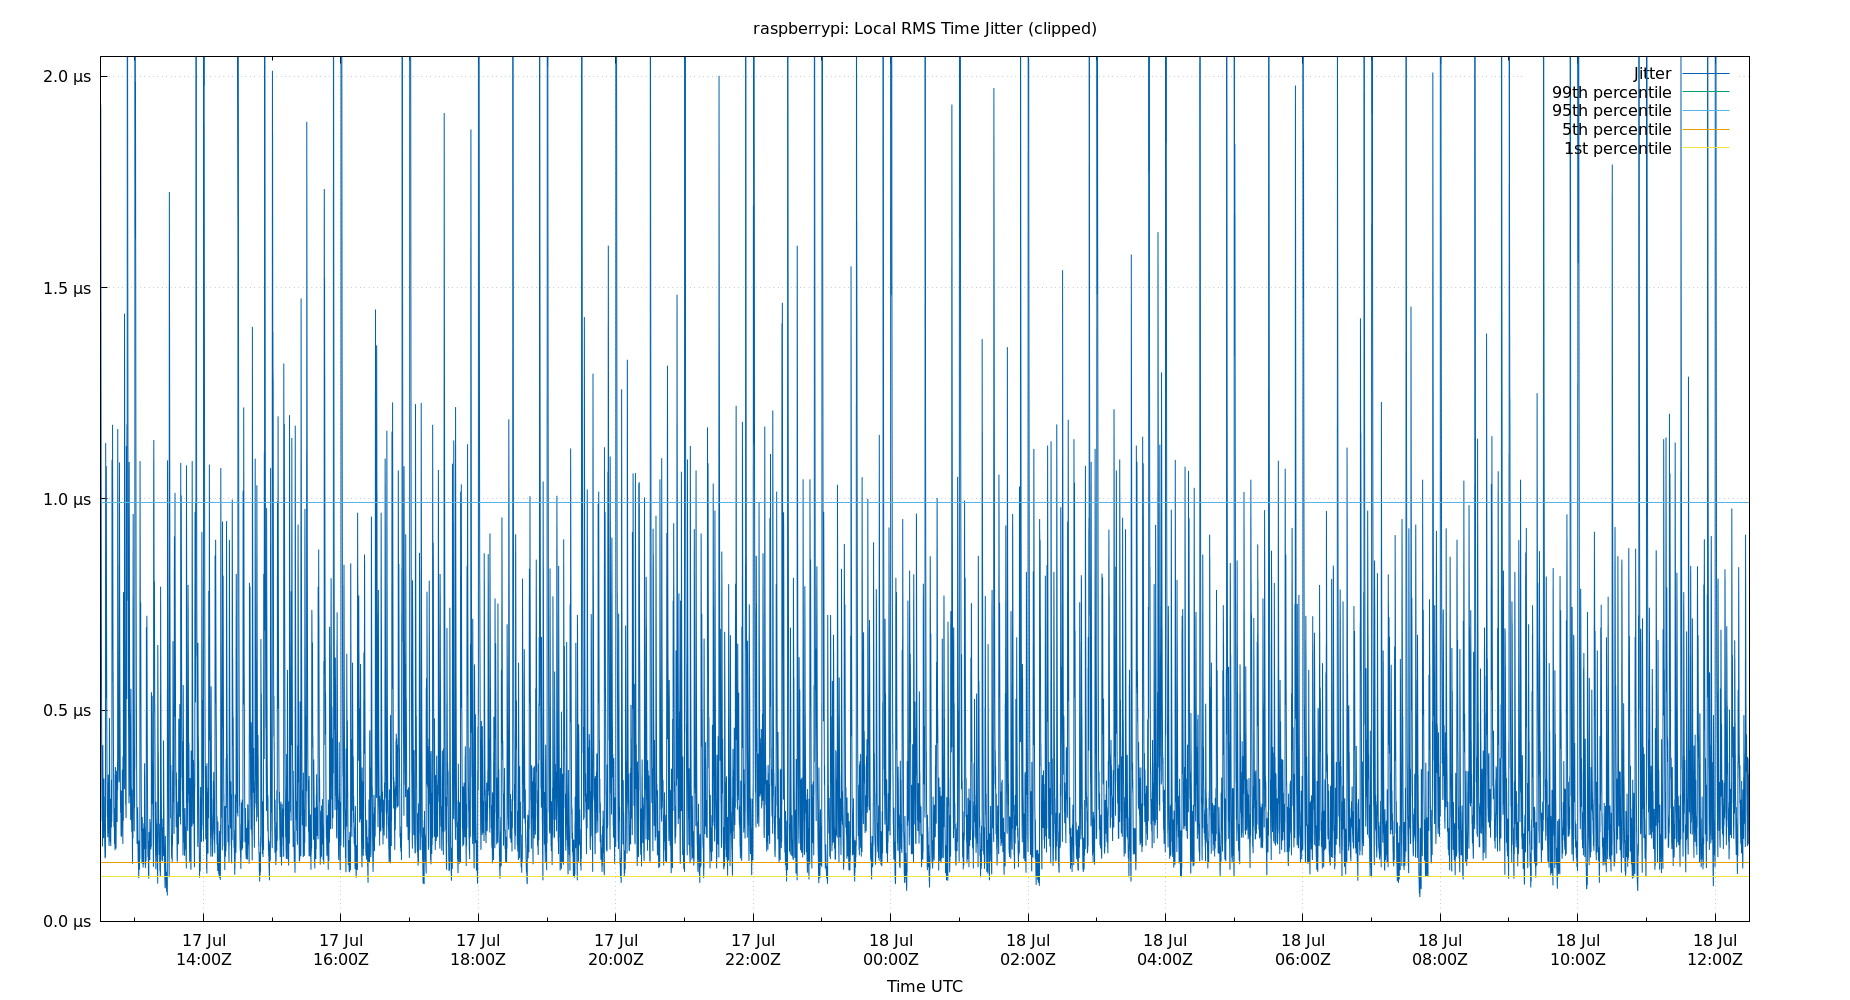 raspberrypi: Local RMS Time Jitter (clipped)
2.0 μs
1.5 μs
1.0 μs
0.5 μs
0.0 μs
Jitter
99th percentile
95th percentile
5th percentile
1st percentile
17 Jul 17 Jul 17 Jul 17 Jul 17 Jul 18 Jul 18 Jul 18 Jul 18 Jul 18 Jul 18 Jul 18 Jul
14:00Z 16:00Z 18:00Z 20:00Z 22:00Z 00:00Z 02:00Z 04:00Z 06:00Z 08:00Z 10:00Z 12:00Z
Time UTC